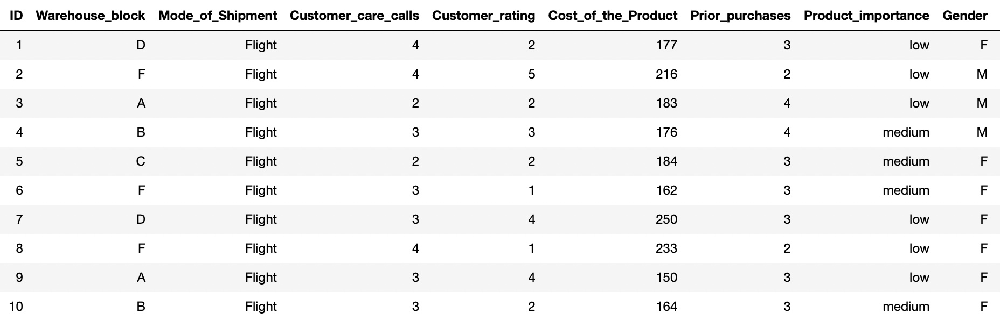 ID Warehouse_block Mode_of_Shipment Customer_care_calls Customer_rating Cost_of_the_Product Prior_purchases Product_importance Gender
1 D Flight 4 2 177 3 low F
2 F Flight 4 5 216 2 low M
3 A Flight 2 2 183 4 low M
4 B Flight 3 3 176 4 medium M
5 C Flight 2 2 184 3 medium F
6 F Flight 3 1 162 3 medium F
7 D Flight 3 4 250 3 low F
8 F Flight 4 1 233 2 low F
9 A Flight 3 4 150 3 low F
10 B Flight 3 2 164 3 medium F